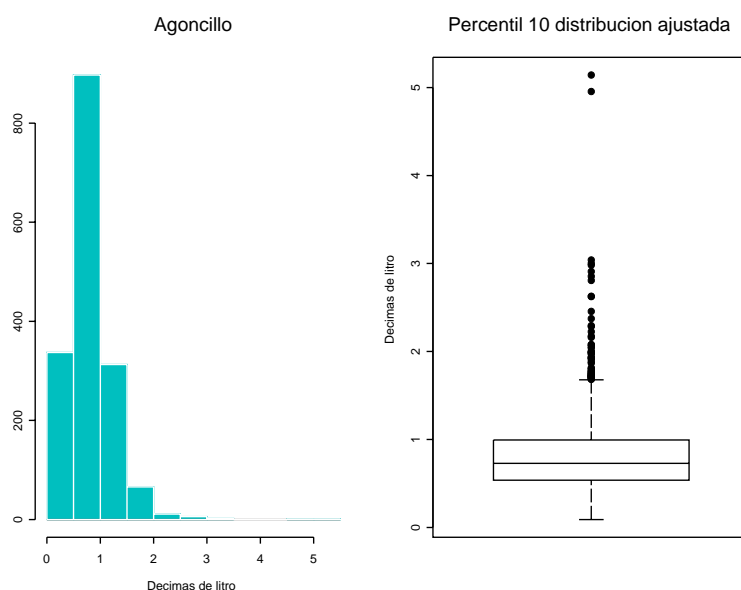 Agoncillo
800
600
400
200
0
0 1 2 3 4 5
Decimas de litro
Percentil 10 distribucion ajustada
5
4
3
2
1
0
Decimas de litro